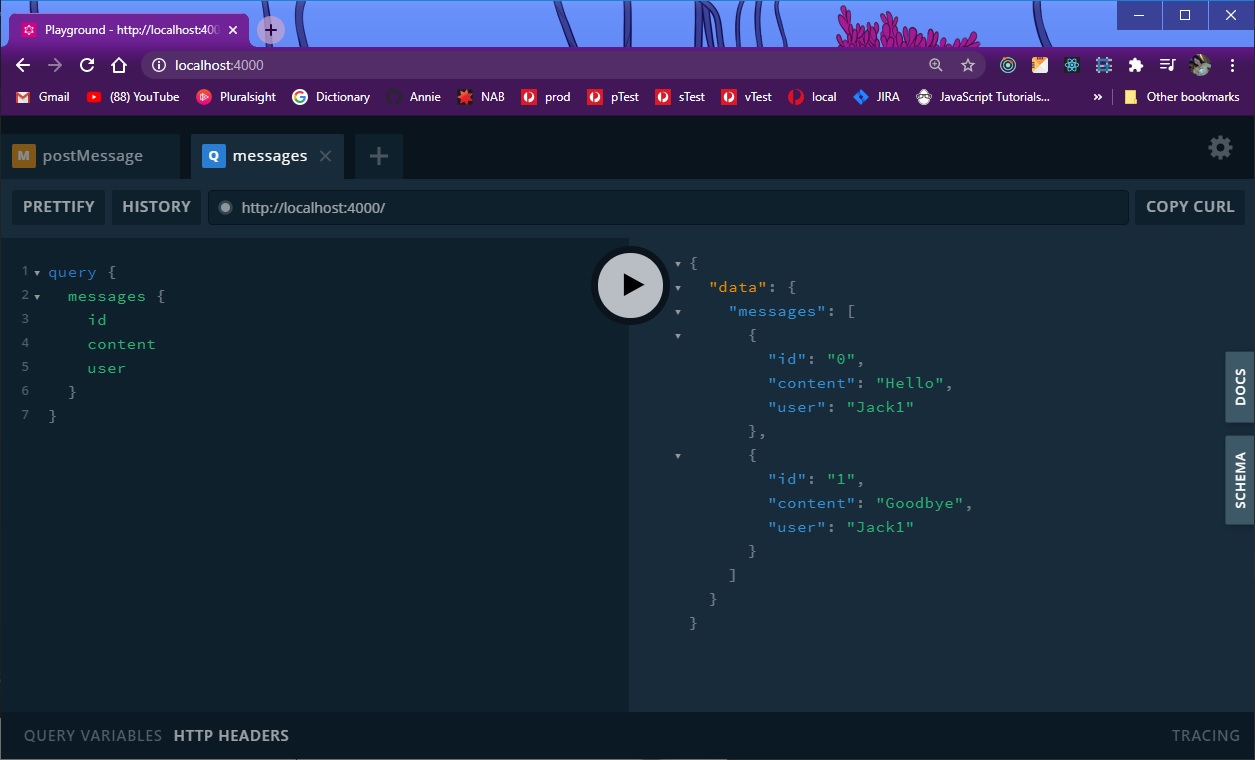 Playground - http://localhost:400
localhost:4000
Gmail (88) YouTube Pluralsight Dictionary Annie NAB prod pTest sTest vTest local JIRA JavaScript Tutorials... » Other bookmarks
M postMessage Q messages
PRETTIFY HISTORY http://localhost:4000/ COPY CURL
1 query {
2 messages {
3 id
4 content
5 user
6 }
7 }
{
"data": {
"messages": [
{
"id": "0",
"content": "Hello",
"user": "Jack1"
},
{
"id": "1",
"content": "Goodbye",
"user": "Jack1"
}
]
}
}
DOCS
SCHEMA
QUERY VARIABLES HTTP HEADERS TRACING